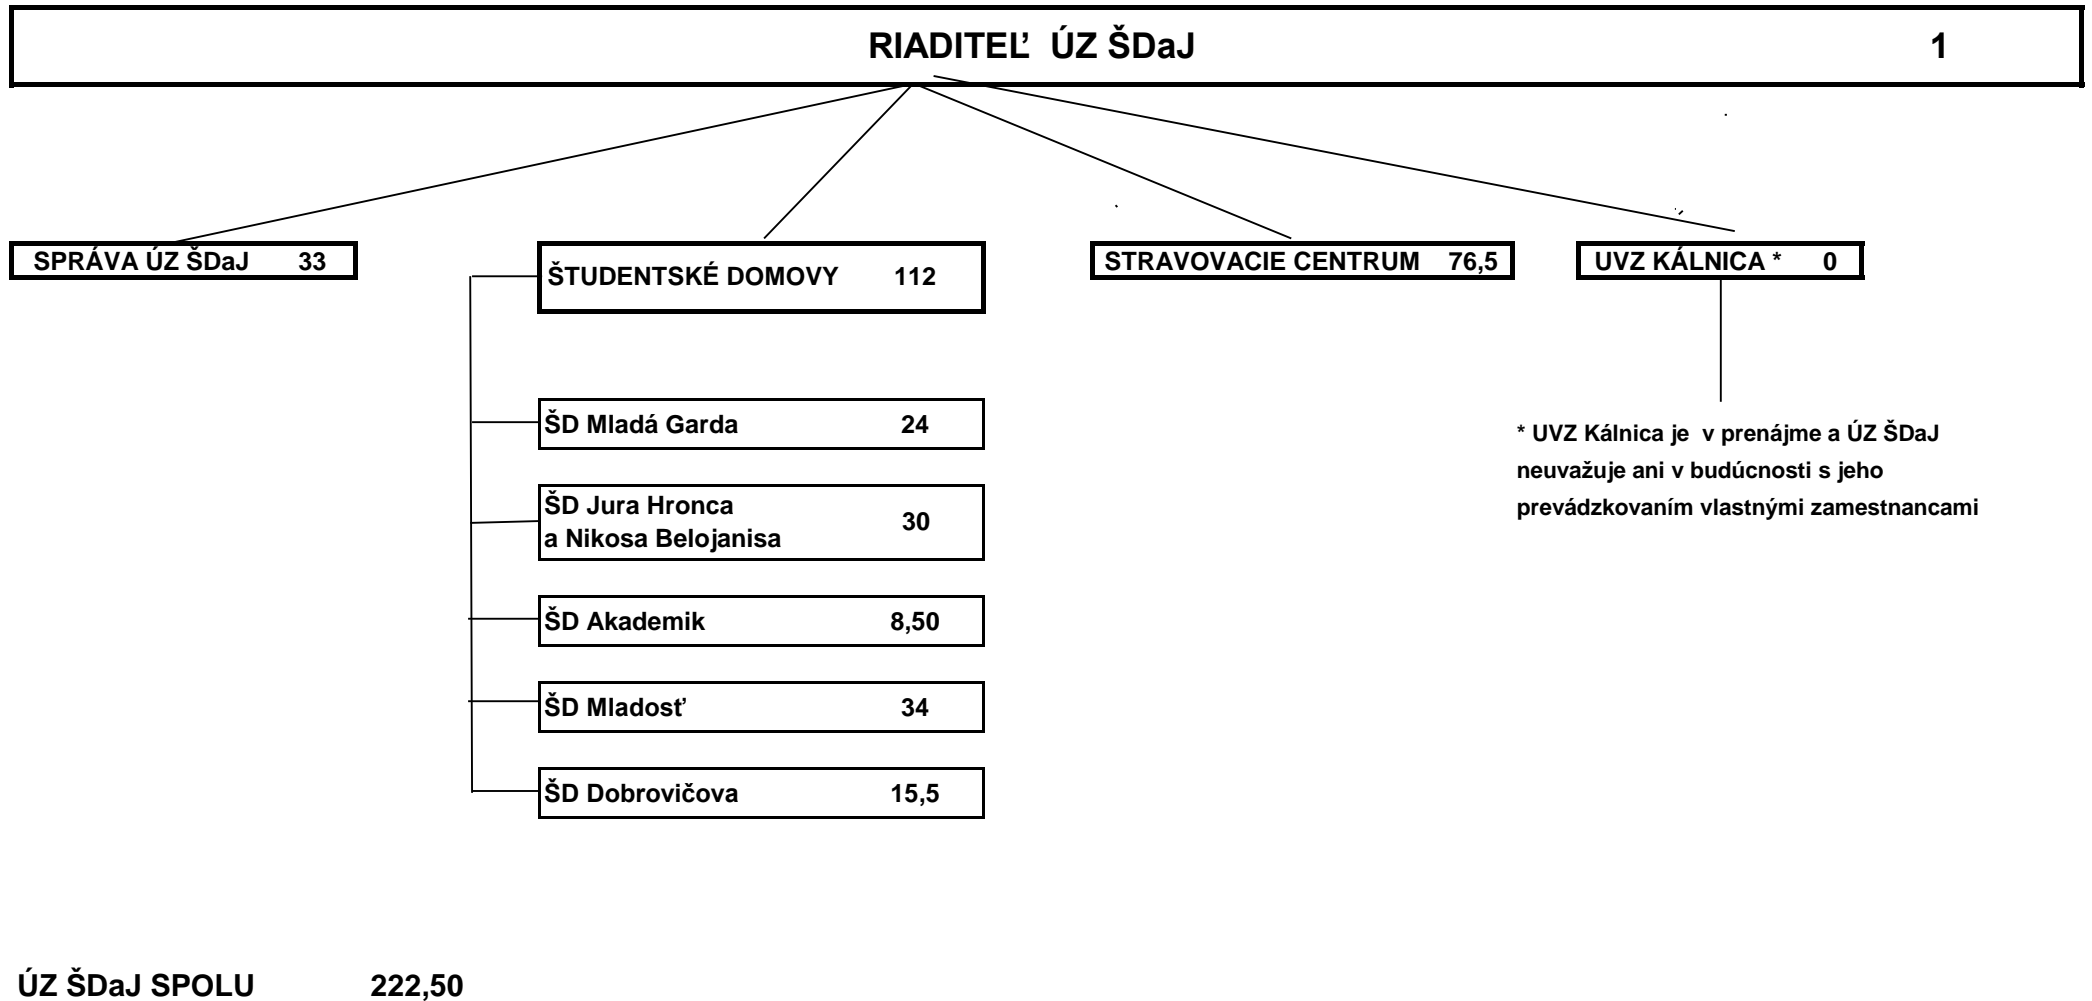 RIADITEĽ ÚZ ŠDaJ 1
SPRÁVA ÚZ ŠDaJ 33
ŠTUDENTSKÉ DOMOVY 112
STRAVOVACIE CENTRUM 76,5
UVZ KÁLNICA * 0
ŠD Mladá Garda 24
ŠD Jura Hronca
a Nikosa Belojanisa 30
ŠD Akademik 8,50
ŠD Mladosť 34
ŠD Dobrovičova 15,5
* UVZ Kálnica je v prenájme a ÚZ ŠDaJ
neuvažuje ani v budúcnosti s jeho
prevádzkovaním vlastnými zamestnancami
ÚZ ŠDaJ SPOLU 222,50